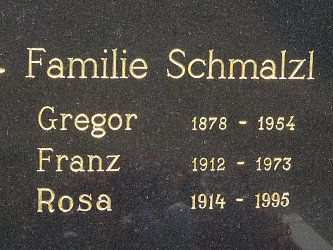 Familie Schmalzl
Gregor 1878 - 1954
Franz 1912 - 1973
Rosa 1914 - 1995